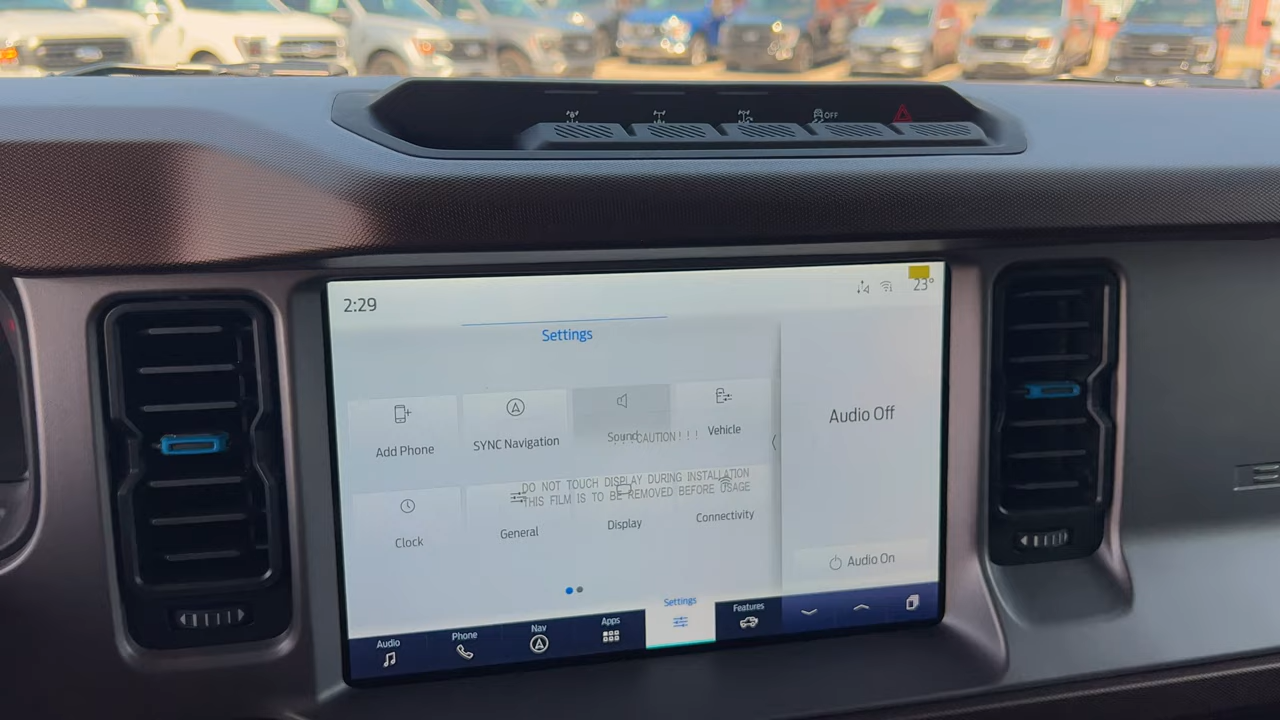 OFF
2:29
23°
Settings
Audio Off
Add Phone
SYNC Navigation
Sound
Vehicle
! ! !CAUTION! ! !
DO NOT TOUCH DISPLAY DURING INSTALLATION
THIS FILM IS TO BE REMOVED BEFORE USAGE
Clock
General
Display
Connectivity
Audio On
Audio
Phone
Nav
Apps
Settings
Features